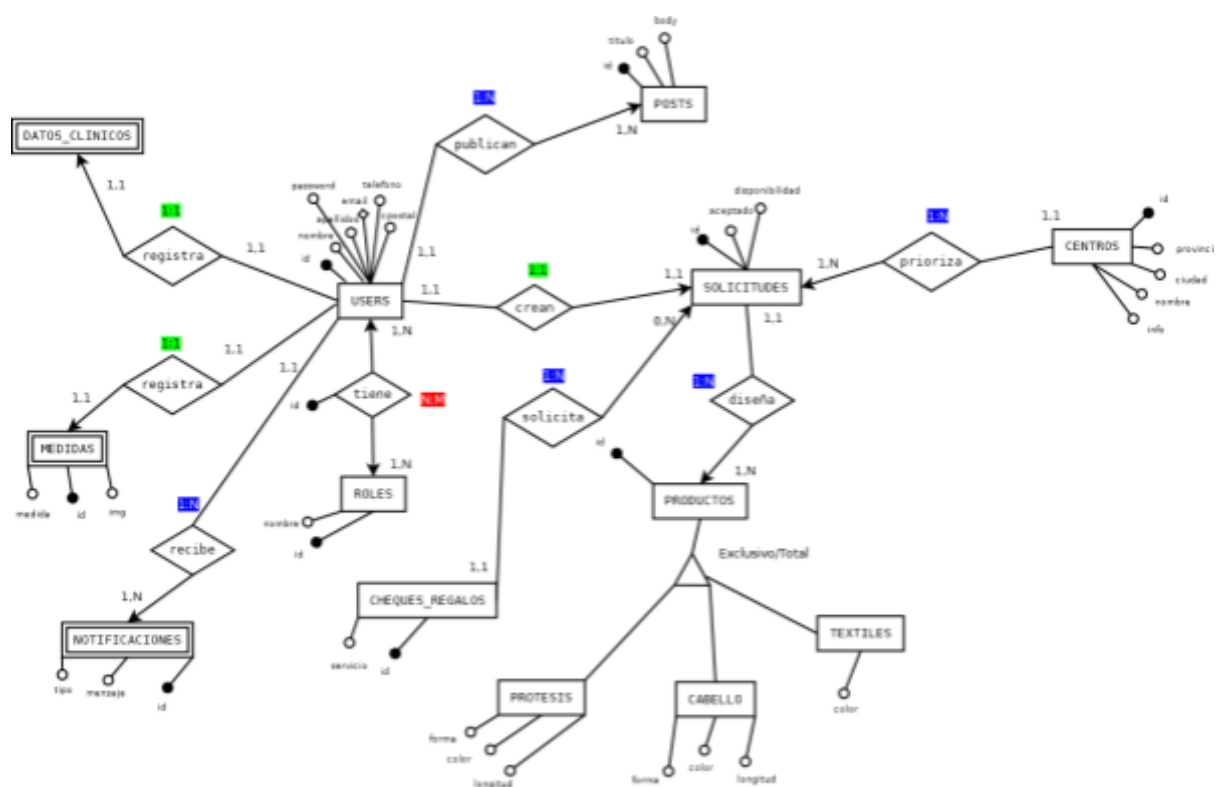 body
titulo
id
POSTS
1:N
publican
1,N
DATOS_CLINICOS
1,1
1:1
registra
1,1
password
telefono
email
cpostal
apellidos
nombre
id
USERS
1,1
1,1
1:1
crean
1,1
disponibilidad
aceptado
id
SOLICITUDES
1,N
1:N
prioriza
1,1
CENTROS
id
ciudad
nombre
info
1:1
registra
1,1
1,1
MEDIDAS
medida
id
img
1,1
1,N
tiene
id
N:M
1,N
ROLES
nombre
id
0,N
1:N
solicita
1,1
CHEQUES_REGALOS
servicio
id
1,1
1:N
diseña
1,N
id
PRODUCTOS
Exclusivo/Total
1:N
recibe
1,N
NOTIFICACIONES
tipo
mensaje
id
PROTESIS
forma
color
longitud
CABELLO
forma
color
longitud
TEXTILES
color